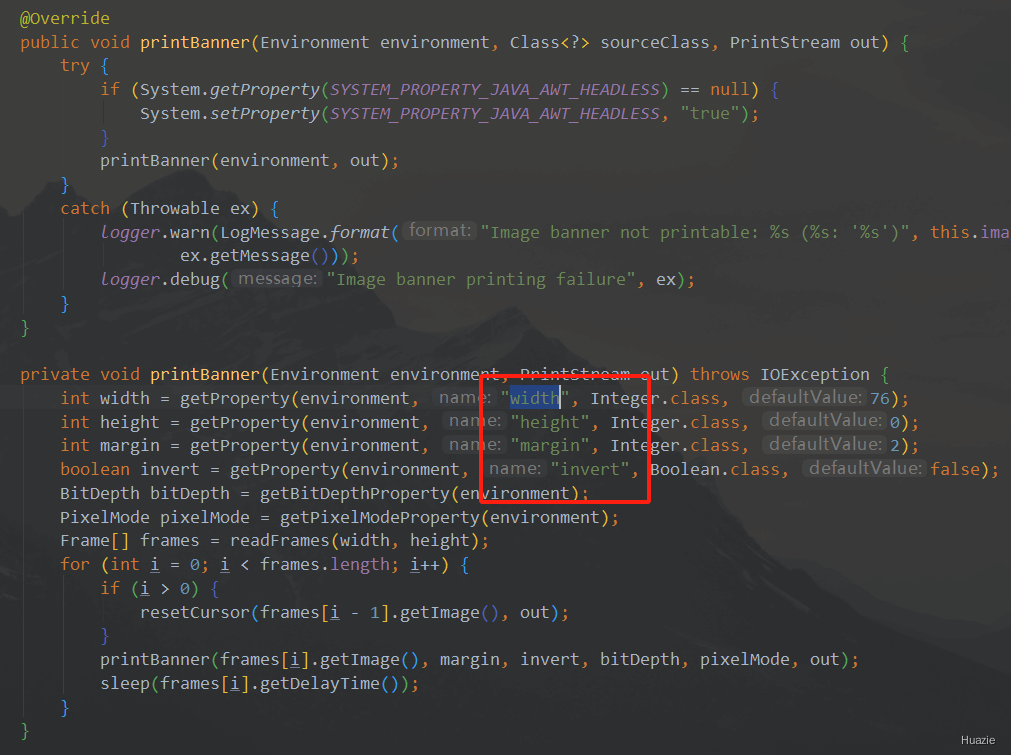 @Override
public void printBanner(Environment environment, Class<?> sourceClass, PrintStream out) {
try {
if (System.getProperty(SYSTEM_PROPERTY_JAVA_AWT_HEADLESS) == null) {
System.setProperty(SYSTEM_PROPERTY_JAVA_AWT_HEADLESS, "true");
}
printBanner(environment, out);
}
catch (Throwable ex) {
logger.warn(LogMessage.format( format: "Image banner not printable: %s (%s: '%s')", this.ima
ex.getMessage()));
logger.debug( message: "Image banner printing failure", ex);
}
}
private void printBanner(Environment environment, PrintStream out) throws IOException {
int width = getProperty(environment, name: "width", Integer.class, defaultValue: 76);
int height = getProperty(environment, name: "height", Integer.class, defaultValue: 0);
int margin = getProperty(environment, name: "margin", Integer.class, defaultValue: 2);
boolean invert = getProperty(environment, name: "invert", Boolean.class, defaultValue: false);
BitDepth bitDepth = getBitDepthProperty(environment);
PixelMode pixelMode = getPixelModeProperty(environment);
Frame[] frames = readFrames(width, height);
for (int i = 0; i < frames.length; i++) {
if (i > 0) {
resetCursor(frames[i - 1].getImage(), out);
}
printBanner(frames[i].getImage(), margin, invert, bitDepth, pixelMode, out);
sleep(frames[i].getDelayTime());
}
}
Huazie